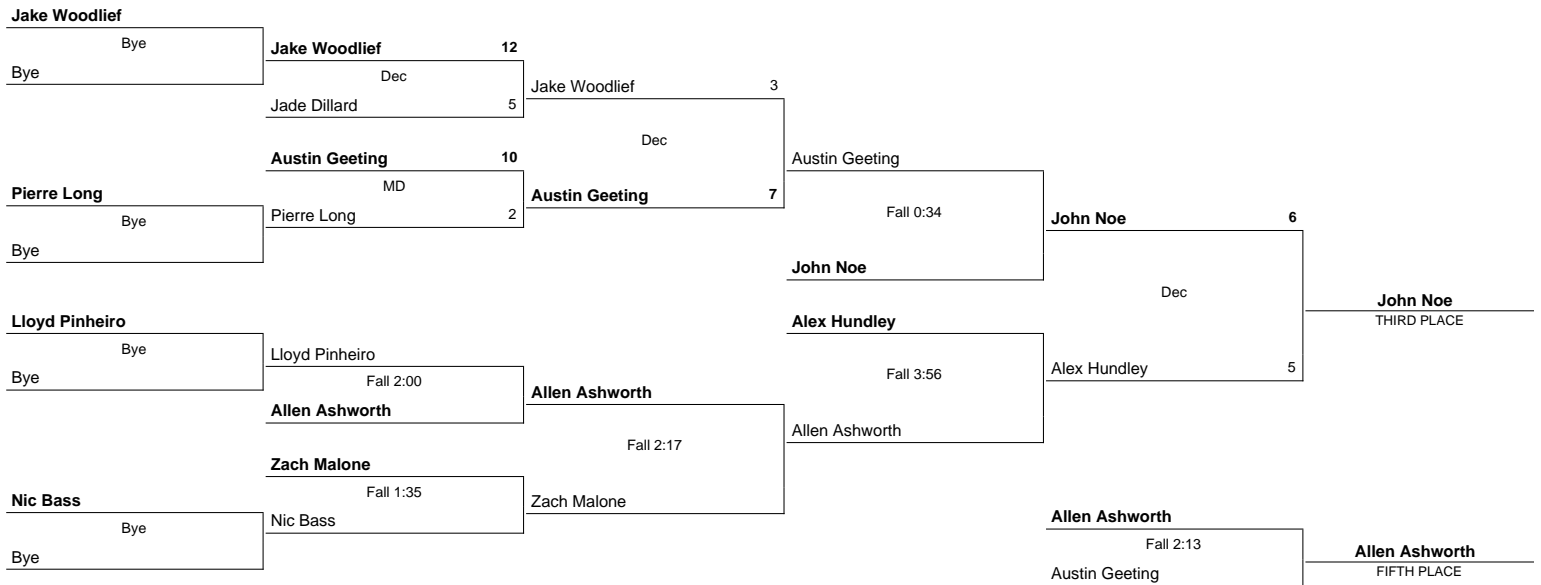 Jake Woodlief
Bye
Bye
Jake Woodlief 12
Dec
Jade Dillard 5
Jake Woodlief 3
Dec
Austin Geeting 10
MD
Pierre Long 2
Austin Geeting 7
Pierre Long
Bye
Bye
Austin Geeting
Fall 0:34
John Noe
John Noe 6
Dec
Alex Hundley 5
John Noe
THIRD PLACE
Lloyd Pinheiro
Bye
Bye
Lloyd Pinheiro
Fall 2:00
Allen Ashworth
Allen Ashworth
Fall 2:17
Zach Malone
Alex Hundley
Fall 3:56
Allen Ashworth
Zach Malone
Fall 1:35
Nic Bass
Nic Bass
Bye
Bye
Allen Ashworth
Fall 2:13
Austin Geeting
Allen Ashworth
FIFTH PLACE